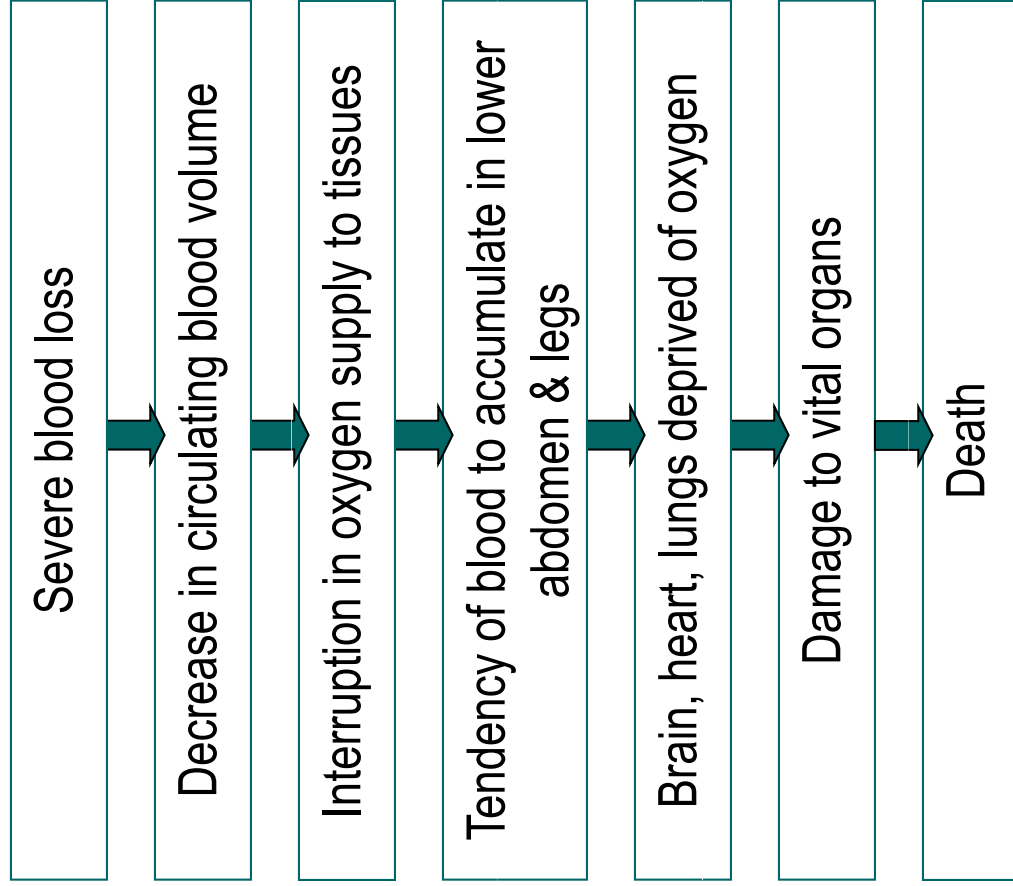 Severe blood loss
Decrease in circulating blood volume
Interruption in oxygen supply to tissues
Tendency of blood to accumulate in lower
abdomen & legs
Brain, heart, lungs deprived of oxygen
Damage to vital organs
Death